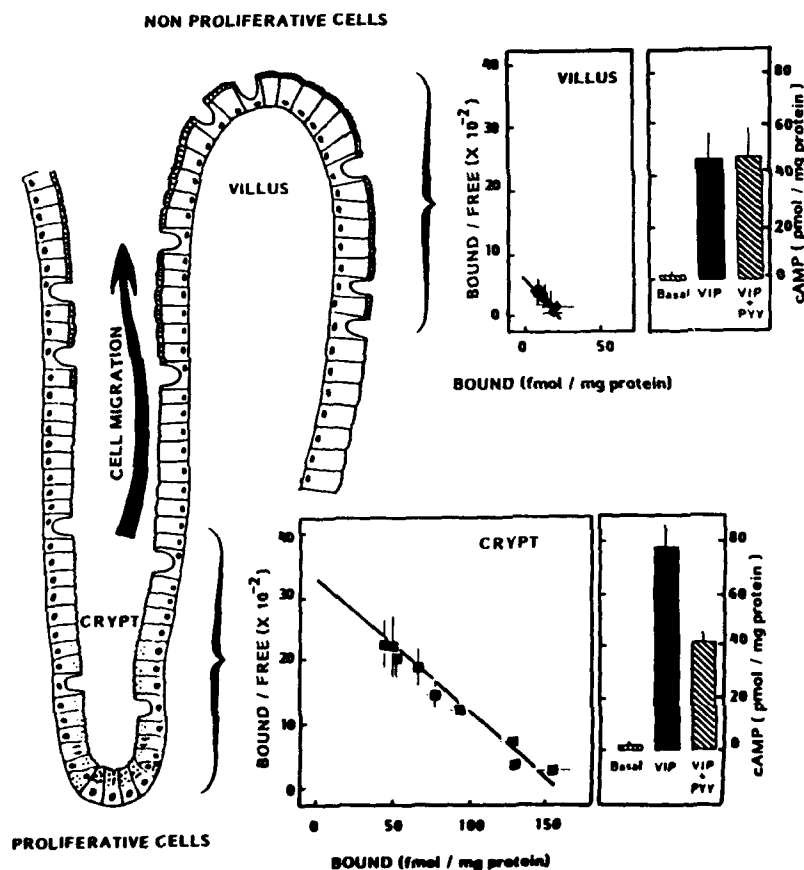 NON PROLIFERATIVE CELLS
VILLUS
CELL MIGRATION
CRYPT
PROLIFERATIVE CELLS
VILLUS
BOUND / FREE (X 10-2)
40
30
20
10
0
0
50
BOUND (fmol / mg protein)
Basal
VIP
VIP
+
PYY
80
60
40
20
0
cAMP ( pmol / mg protein)
CRYPT
BOUND / FREE (X 10-2)
40
30
20
10
0
0
50
100
150
BOUND (fmol / mg protein)
Basal
VIP
VIP
+
PYY
80
60
40
20
0
cAMP ( pmol / mg protein)